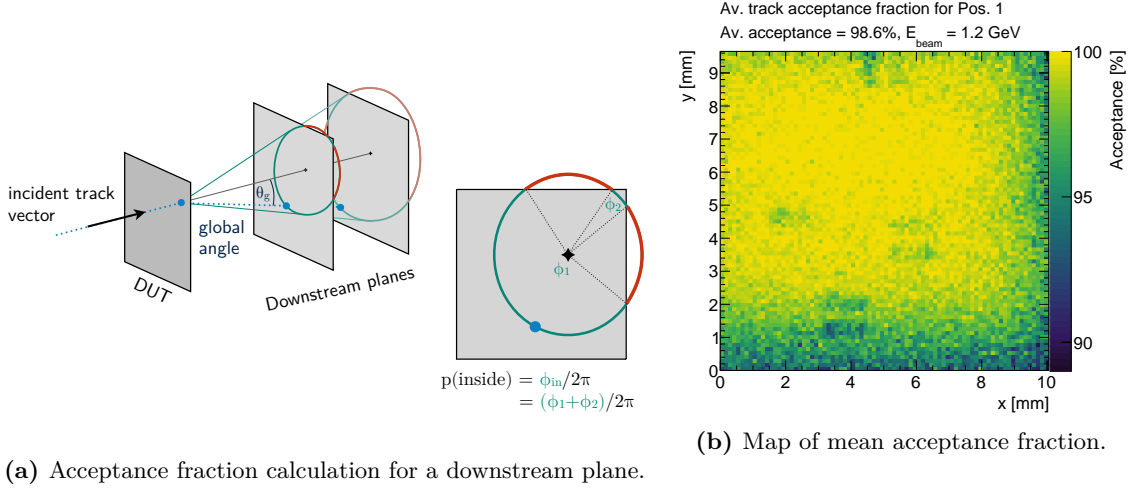 incident track
vector
DUT
θg
global
angle
Downstream planes
ϕ2
ϕ1
p(inside) = ϕin/2π
= (ϕ1+ϕ2)/2π
(a) Acceptance fraction calculation for a downstream plane.
Av. track acceptance fraction for Pos. 1
Av. acceptance = 98.6%, Ebeam = 1.2 GeV
y [mm]
9
8
7
6
5
4
3
2
1
0
0 2 4 6 8 10
x [mm]
100
95
90
Acceptance [%]
(b) Map of mean acceptance fraction.